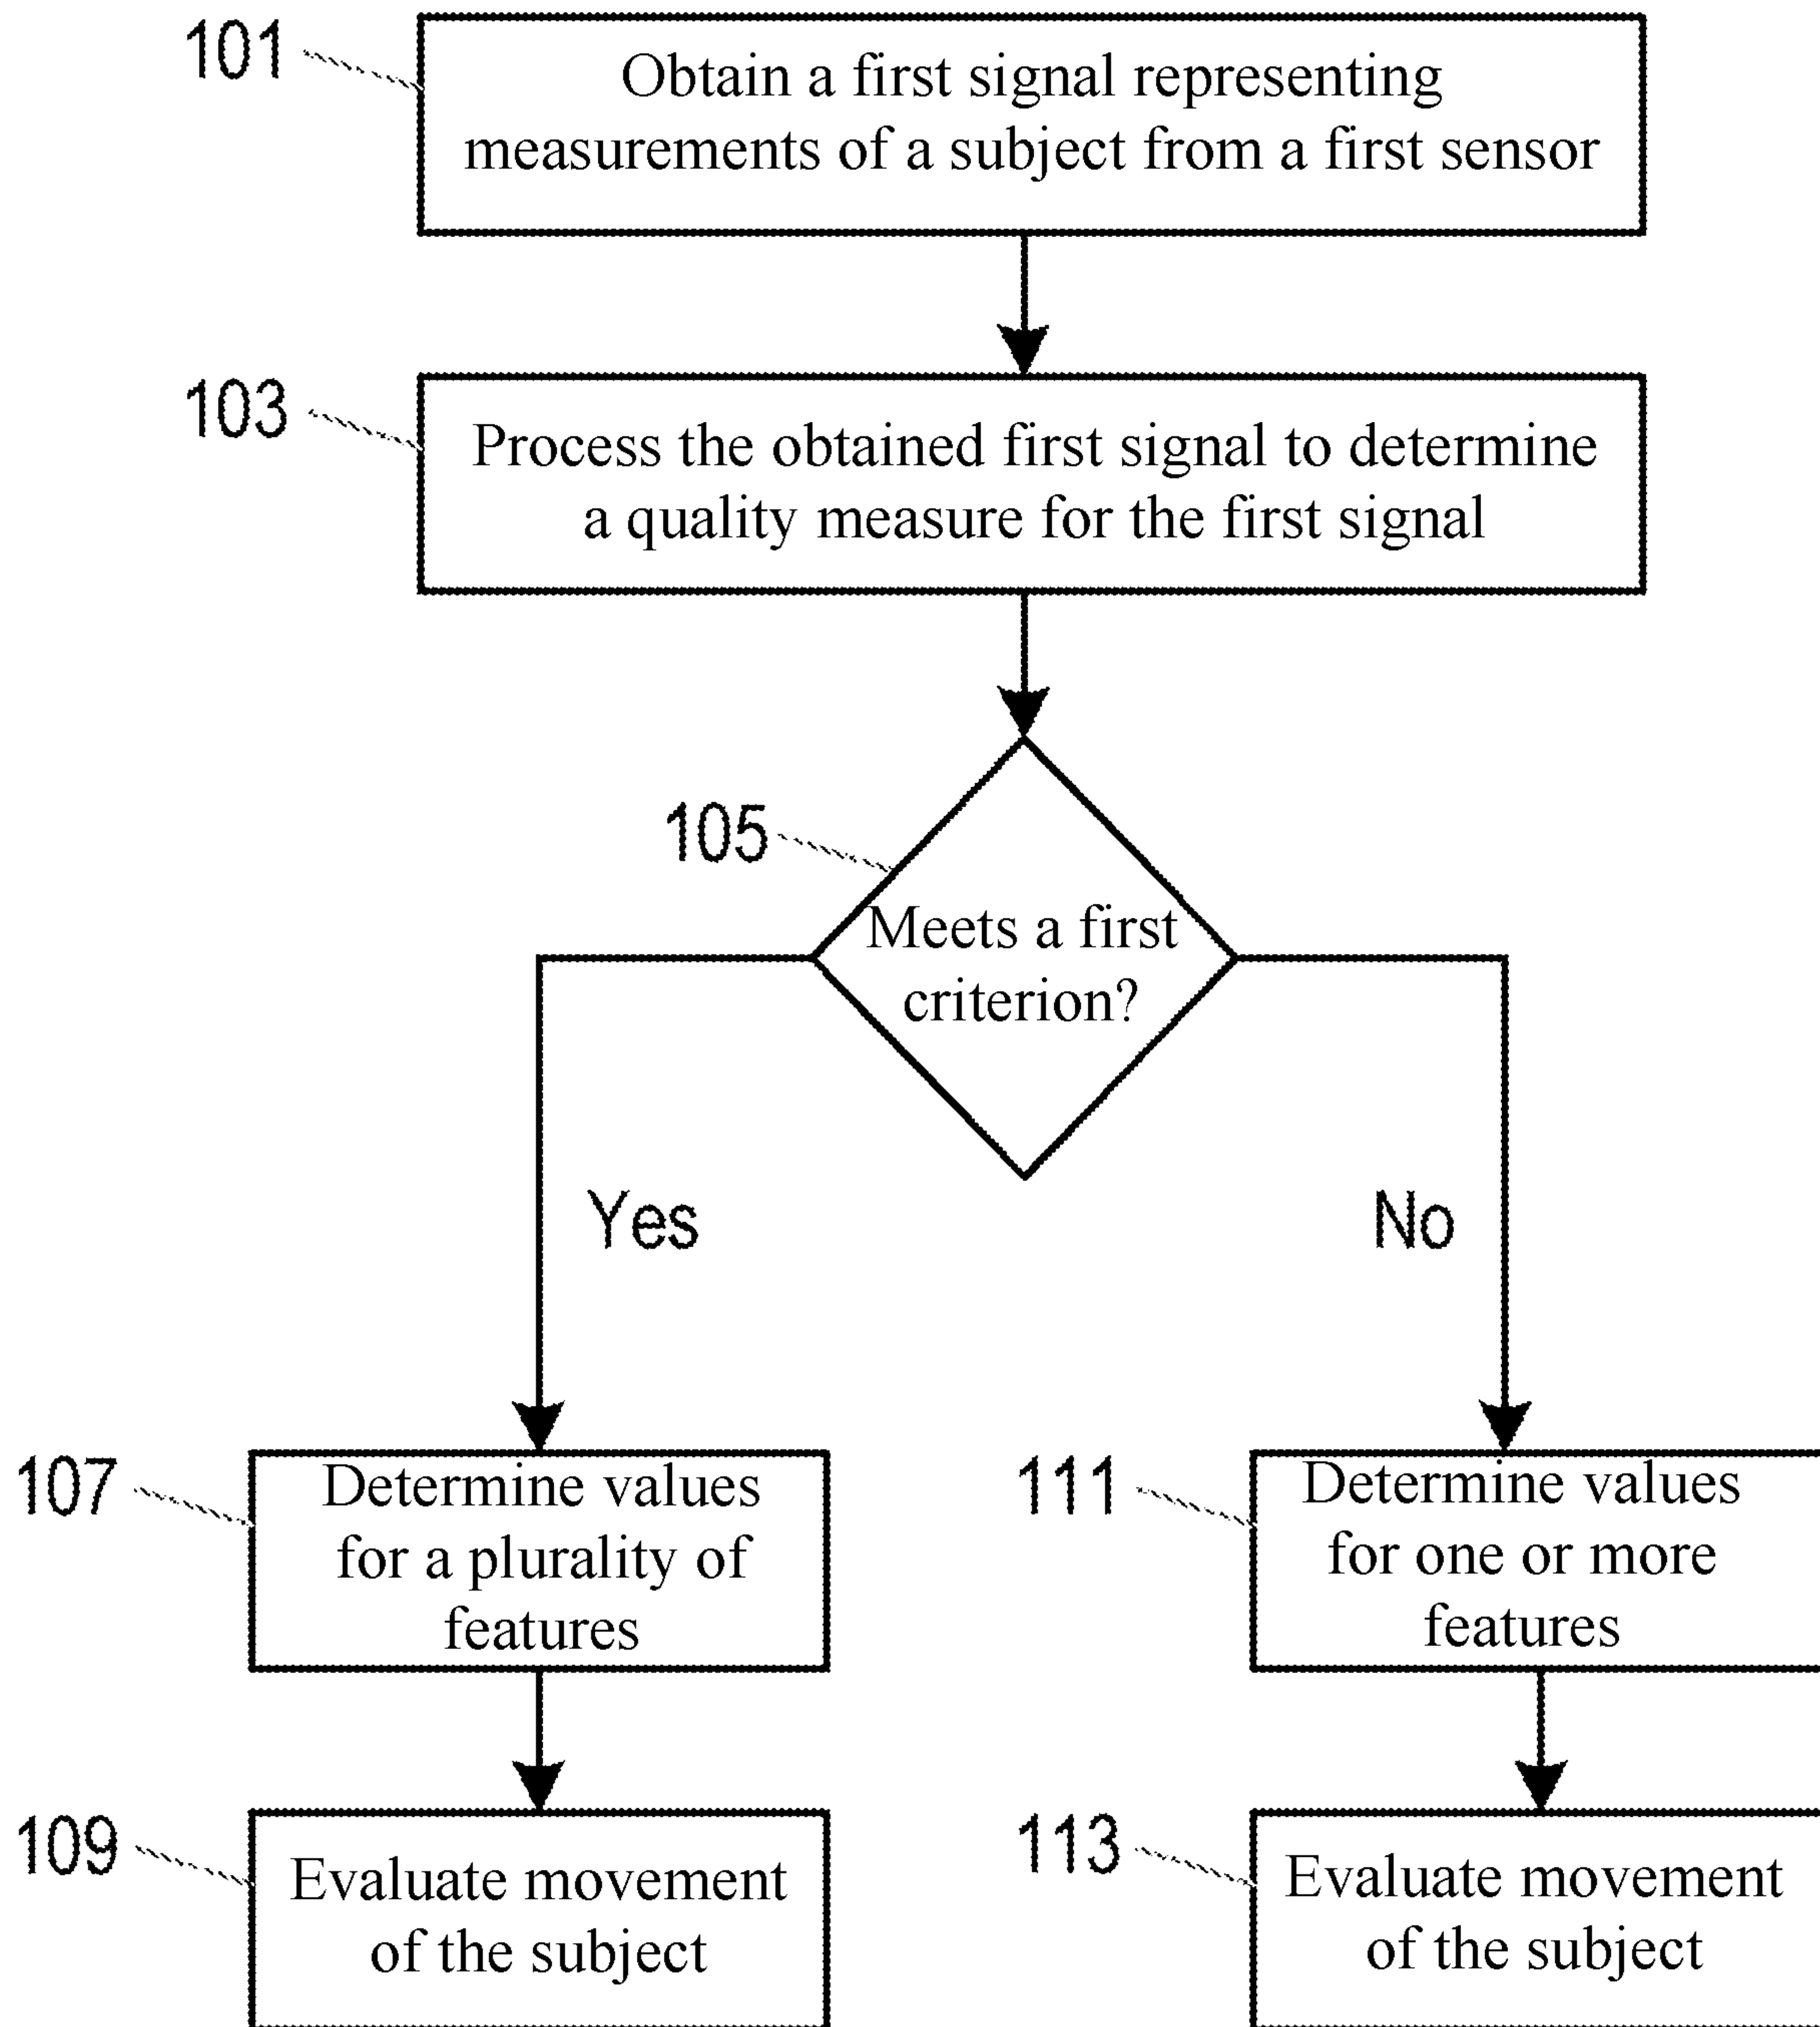 101
Obtain a first signal representing
measurements of a subject from a first sensor
103
Process the obtained first signal to determine
a quality measure for the first signal
105
Meets a first
criterion?
Yes
No
107
Determine values
for a plurality of
features
111
Determine values
for one or more
features
109
Evaluate movement
of the subject
113
Evaluate movement
of the subject